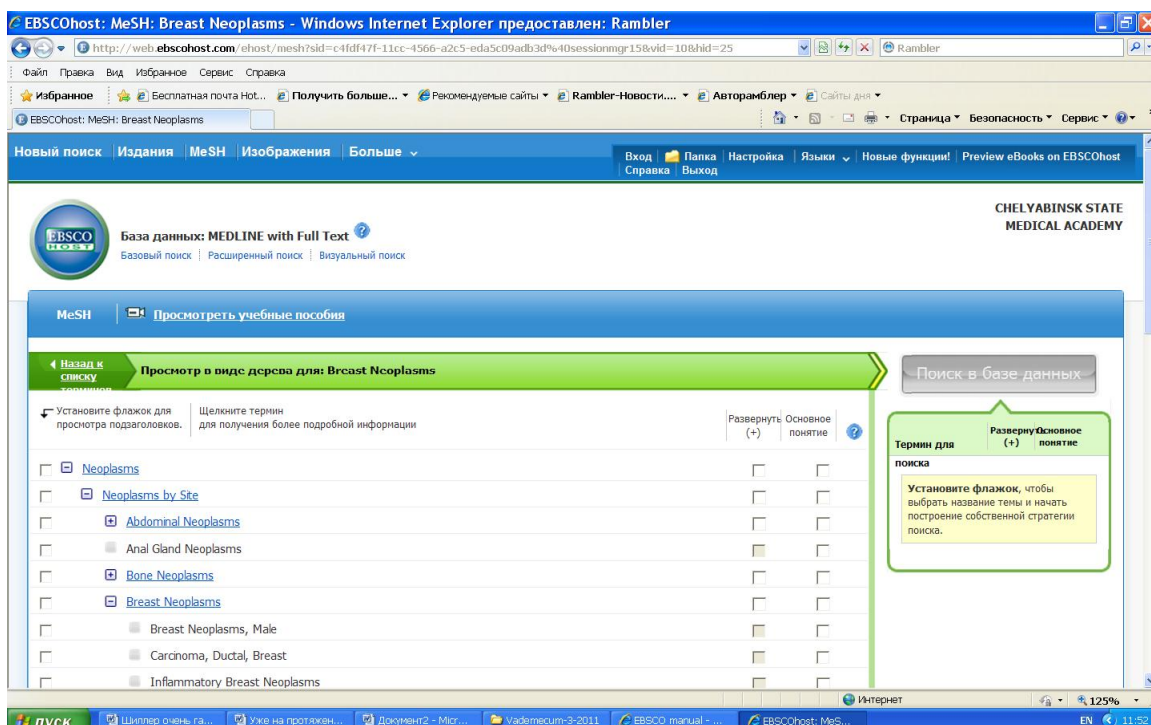 EBSCOhost: MeSH: Breast Neoplasms - Windows Internet Explorer предоставлен: Rambler
http://web.ebscohost.com/ehost/mesh?sid=c4fdf47f-11cc-4566-a2c5-eda5c09adb3d%40sessionmgr15&vid=10&hid=25 Rambler
Файл Правка Вид Избранное Сервис Справка
Избранное Бесплатная почта Hot... Получить больше... Рекомендуемые сайты Rambler-Новости.... Авторамблер Сайты дня
EBSCOhost: MeSH: Breast Neoplasms Страница Безопасность Сервис
Новый поиск Издания MeSH Изображения Больше
Вход Папка Настройка Языки Новые функции! Preview eBooks on EBSCOhost
Справка Выход
CHELYABINSK STATE
MEDICAL ACADEMY
EBSCO
HOST
База данных: MEDLINE with Full Text
Базовый поиск | Расширенный поиск | Визуальный поиск
MeSH Просмотреть учебные пособия
Назад к
списку
терминов
Просмотр в виде дерева для: Breast Neoplasms
Поиск в базе данных
Установите флажок для
просмотра подзаголовков.
Щелкните термин
для получения более подробной информации
Развернуть
(+)
Основное
понятие
Neoplasms
Neoplasms by Site
Abdominal Neoplasms
Anal Gland Neoplasms
Bone Neoplasms
Breast Neoplasms
Breast Neoplasms, Male
Carcinoma, Ductal, Breast
Inflammatory Breast Neoplasms
Термин для
поиска
Развернуть
(+)
Основное
понятие
Установите флажок, чтобы
выбрать название темы и начать
построение собственной стратегии
поиска.
Интернет 125%
пуск Шиллер очень га... Уже на протяжен... Документ2 - Micr... Vademecum-3-2011 EBSCO manual - ... EBSCOhost: MeS... EN 11:52